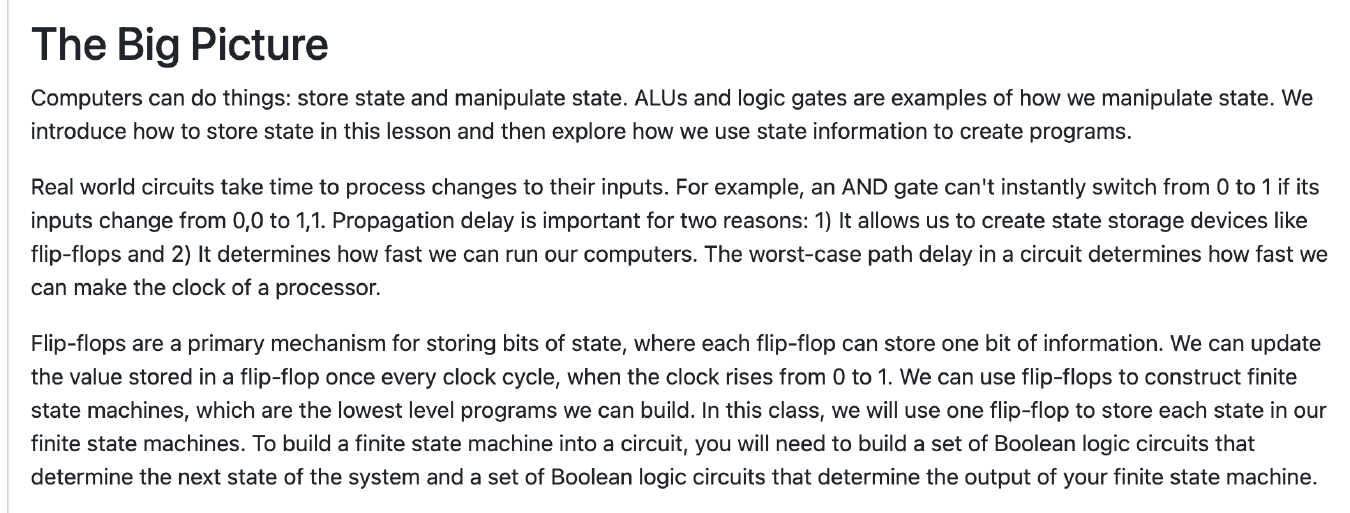 The Big Picture
Computers can do things: store state and manipulate state. ALUs and logic gates are examples of how we manipulate state. We
introduce how to store state in this lesson and then explore how we use state information to create programs.
Real world circuits take time to process changes to their inputs. For example, an AND gate can't instantly switch from 0 to 1 if its
inputs change from 0,0 to 1,1. Propagation delay is important for two reasons: 1) It allows us to create state storage devices like
flip-flops and 2) It determines how fast we can run our computers. The worst-case path delay in a circuit determines how fast we
can make the clock of a processor.
Flip-flops are a primary mechanism for storing bits of state, where each flip-flop can store one bit of information. We can update
the value stored in a flip-flop once every clock cycle, when the clock rises from 0 to 1. We can use flip-flops to construct finite
state machines, which are the lowest level programs we can build. In this class, we will use one flip-flop to store each state in our
finite state machines. To build a finite state machine into a circuit, you will need to build a set of Boolean logic circuits that
determine the next state of the system and a set of Boolean logic circuits that determine the output of your finite state machine.